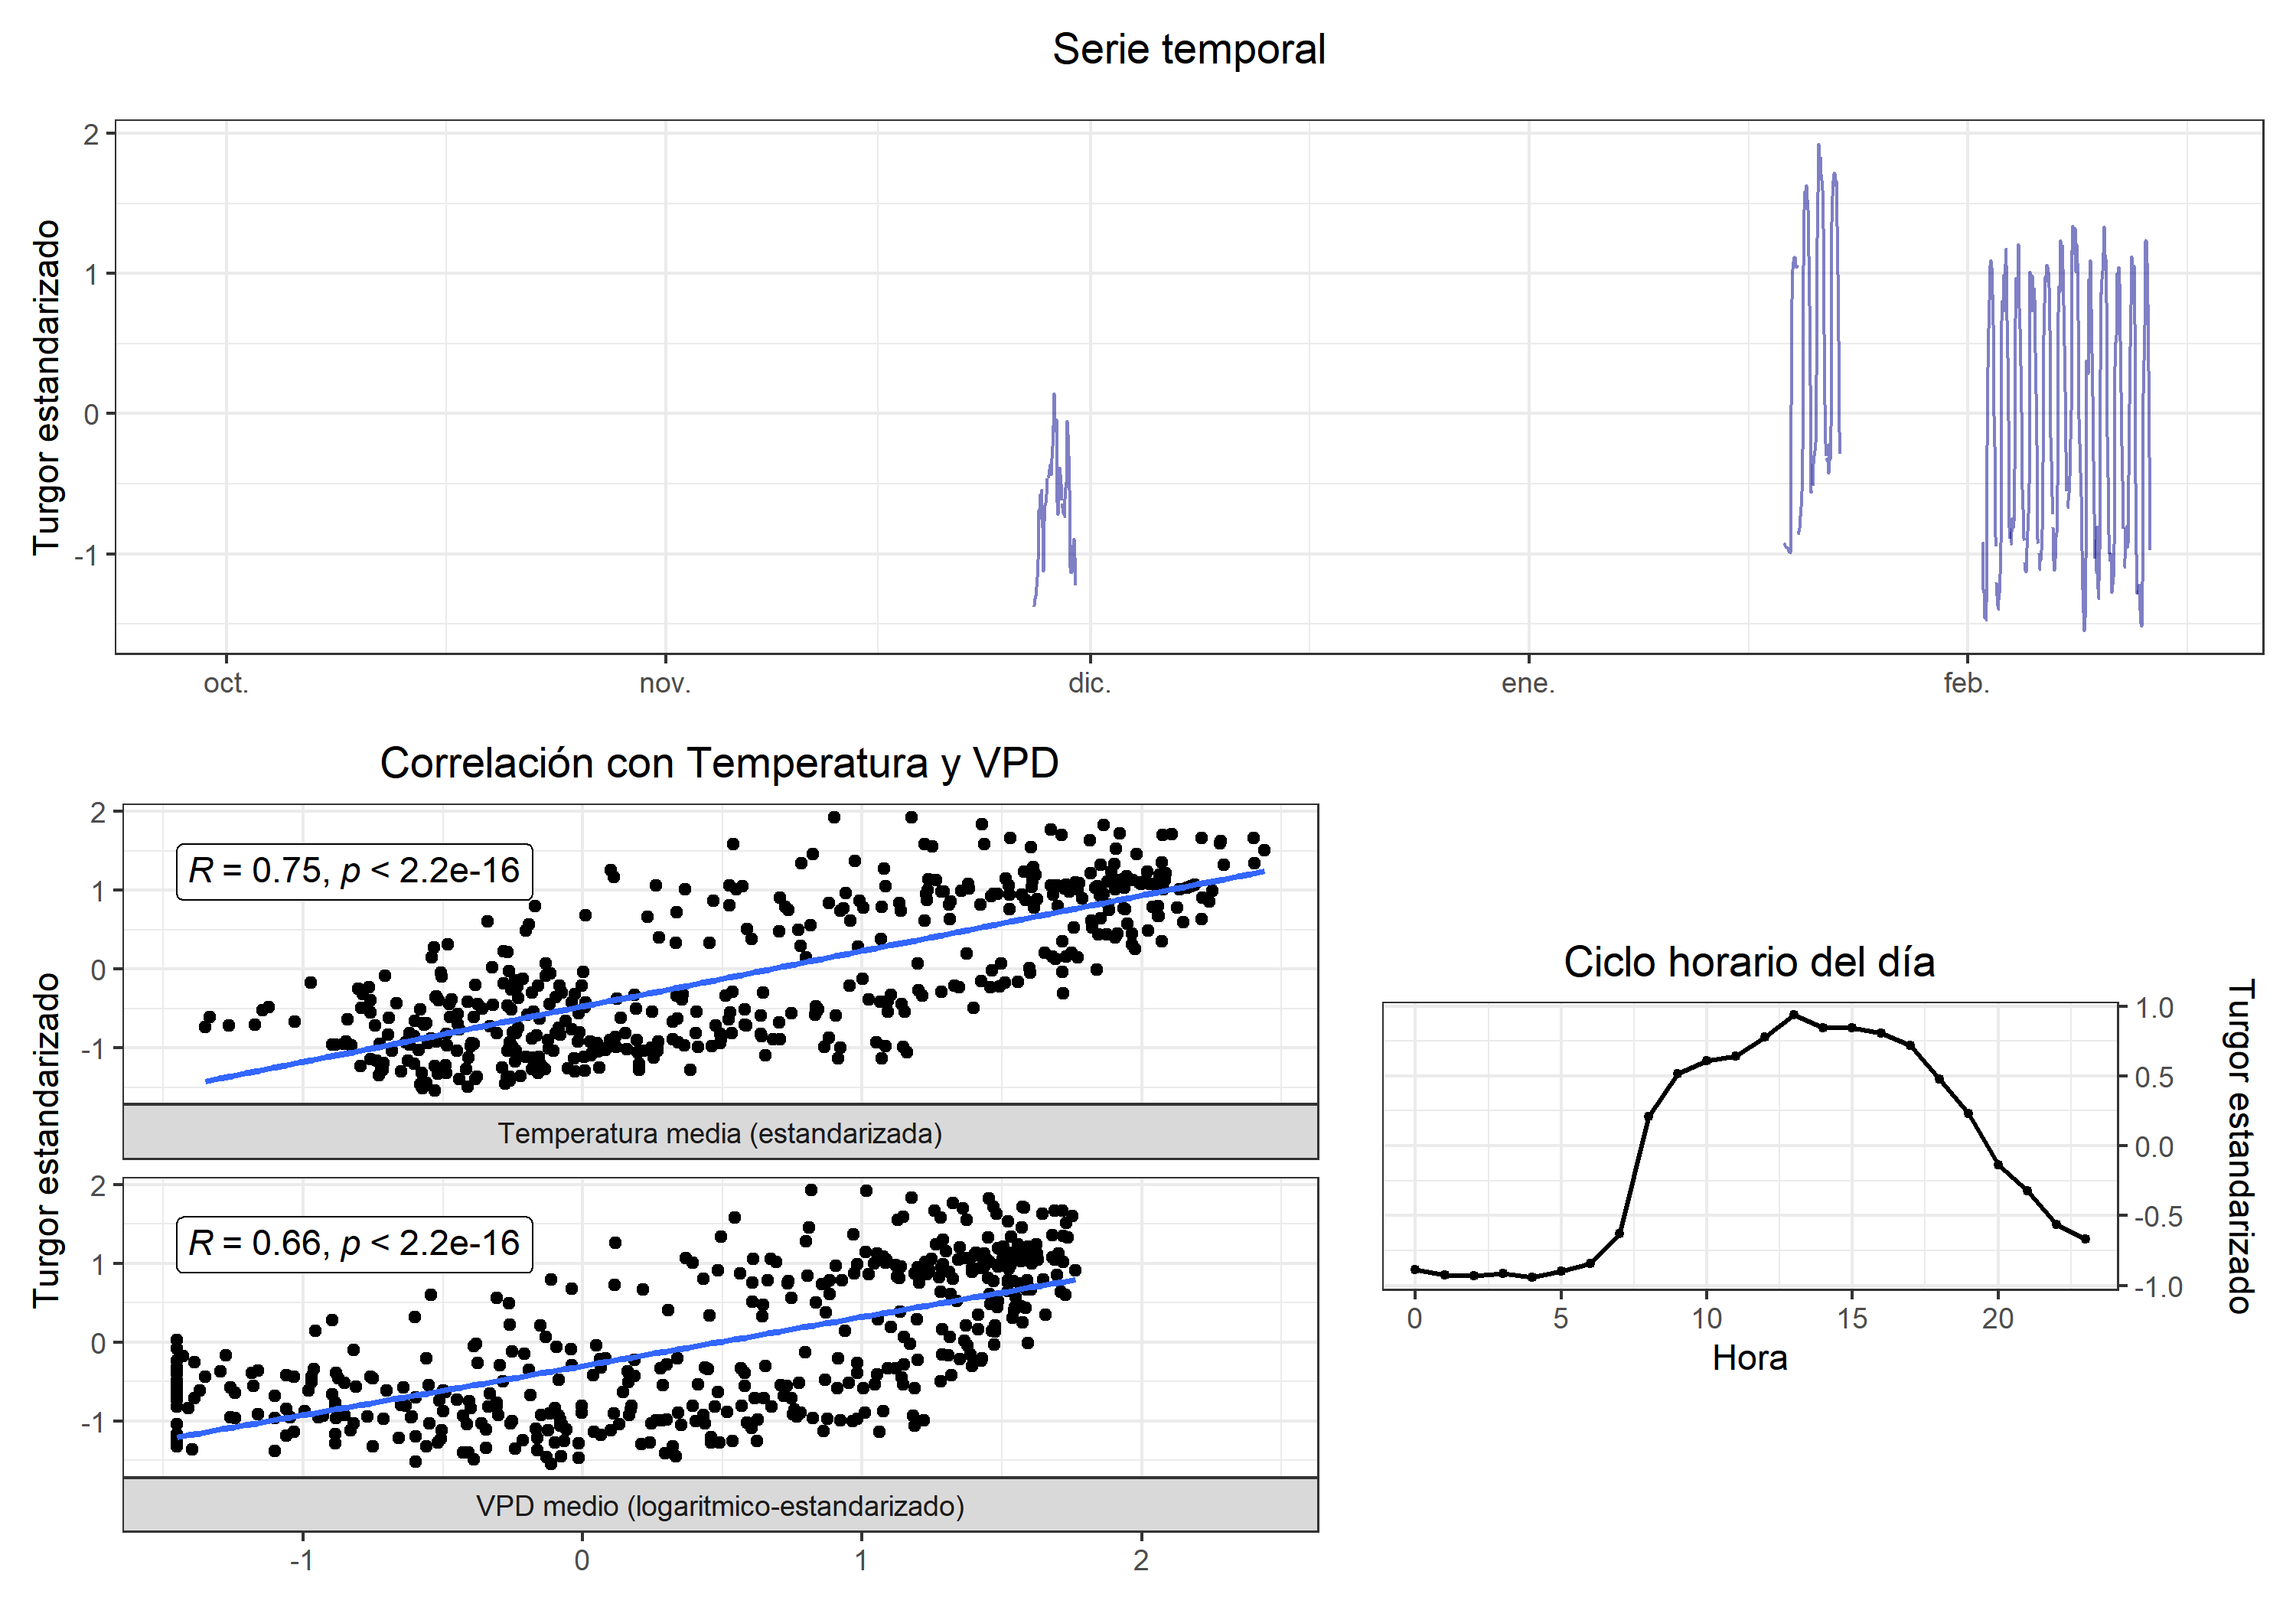 Serie temporal
Turgor estandarizado
2
1
0
-1
oct.
nov.
dic.
ene.
feb.
Correlación con Temperatura y VPD
Turgor estandarizado
2
1
0
-1
R = 0.75, p < 2.2e-16
Temperatura media (estandarizada)
2
1
0
-1
R = 0.66, p < 2.2e-16
VPD medio (logaritmico-estandarizado)
-1
0
1
2
Ciclo horario del día
1.0
0.5
0.0
-0.5
-1.0
Turgor estandarizado
0
5
10
15
20
Hora